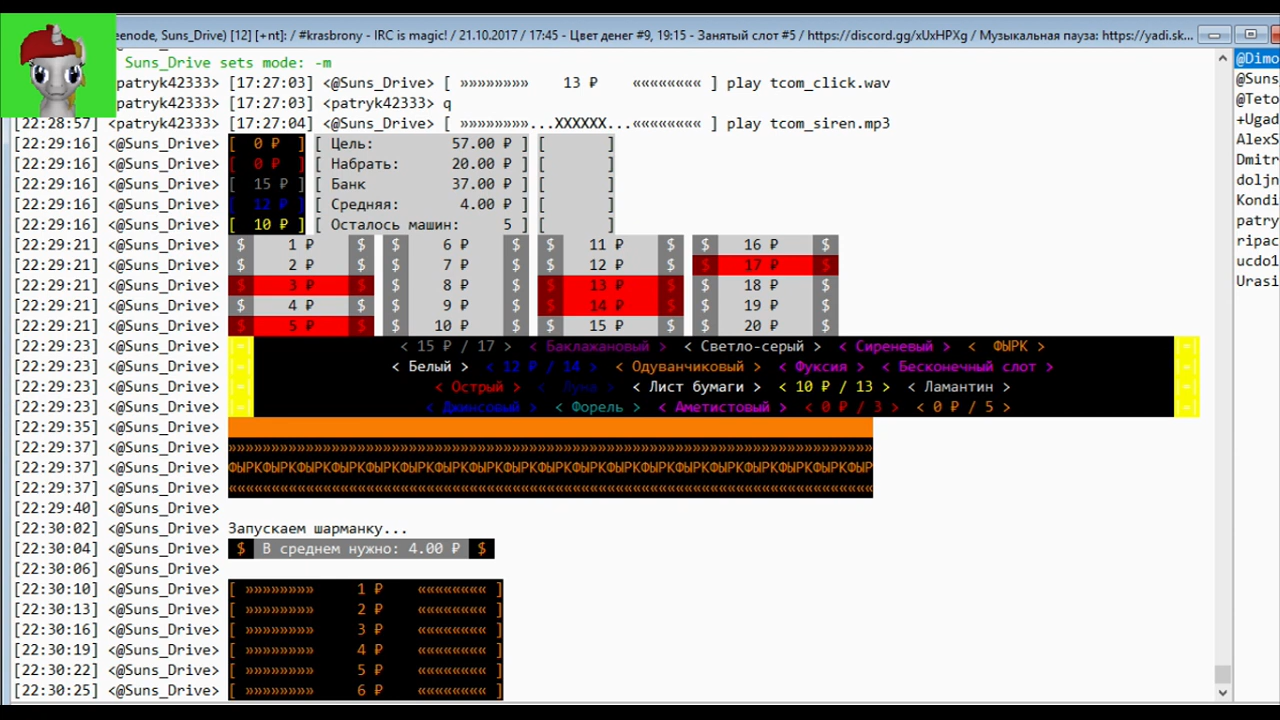 eenode, Suns_Drive) [12] [+nt]: / #krasbrony - IRC is magic! / 21.10.2017 / 17:45 - Цвет денег #9, 19:15 - Занятый слот #5 / https://discord.gg/xUxHPXg / Музыкальная пауза: https://yadi.sk...
Suns_Drive sets mode: -m
patryk42333> [17:27:03] <@Suns_Drive> [ »»»»»»»» 13 ₽ «««««««« ] play tcom_click.wav
patryk42333> [17:27:03] <patryk42333> q
[22:28:57] <patryk42333> [17:27:04] <@Suns_Drive> [ »»»»»»»»...XXXXXX...«««««««« ] play tcom_siren.mp3
[22:29:16] <@Suns_Drive> [ 0 ₽ ] [ Цель: 57.00 ₽ ] [ ]
[22:29:16] <@Suns_Drive> [ 0 ₽ ] [ Набрать: 20.00 ₽ ] [ ]
[22:29:16] <@Suns_Drive> [ 15 ₽ ] [ Банк 37.00 ₽ ] [ ]
[22:29:16] <@Suns_Drive> [ 12 ₽ ] [ Средняя: 4.00 ₽ ] [ ]
[22:29:16] <@Suns_Drive> [ 10 ₽ ] [ Осталось машин: 5 ] [ ]
[22:29:21] <@Suns_Drive> $ 1 ₽ $ $ 6 ₽ $ $ 11 ₽ $ $ 16 ₽ $
[22:29:21] <@Suns_Drive> $ 2 ₽ $ $ 7 ₽ $ $ 12 ₽ $ $ 17 ₽ $
[22:29:21] <@Suns_Drive> $ 3 ₽ $ $ 8 ₽ $ $ 13 ₽ $ $ 18 ₽ $
[22:29:21] <@Suns_Drive> $ 4 ₽ $ $ 9 ₽ $ $ 14 ₽ $ $ 19 ₽ $
[22:29:21] <@Suns_Drive> $ 5 ₽ $ $ 10 ₽ $ $ 15 ₽ $ $ 20 ₽ $
[22:29:23] <@Suns_Drive> < 15 ₽ / 17 > < Баклажановый > < Светло-серый > < Сиреневый > < ФЫРК >
[22:29:23] <@Suns_Drive> < Белый > < 12 ₽ / 14 > < Одуванчиковый > < Фуксия > < Бесконечный слот >
[22:29:23] <@Suns_Drive> < Острый > < Луна > < Лист бумаги > < 10 ₽ / 13 > < Ламантин >
[22:29:23] <@Suns_Drive> < Джинсовый > < Форель > < Аметистовый > < 0 ₽ / 3 > < 0 ₽ / 5 >
[22:29:35] <@Suns_Drive>
[22:29:37] <@Suns_Drive> »»»»»»»»»»»»»»»»»»»»»»»»»»»»»»»»»»»»»»»»»»»»»»»»»»»»»»»»»»»»»»»»»»»»»»»»»»»
[22:29:37] <@Suns_Drive> ФЫРКФЫРКФЫРКФЫРКФЫРКФЫРКФЫРКФЫРКФЫРКФЫРКФЫРКФЫРКФЫРКФЫРКФЫРКФЫРКФЫРКФЫРКФЫР
[22:29:37] <@Suns_Drive> «««««««««««««««««««««««««««««««««««««««««««««««««««««««««««««««««««««««««««
[22:29:40] <@Suns_Drive>
[22:30:02] <@Suns_Drive> Запускаем шарманку...
[22:30:04] <@Suns_Drive> $ В среднем нужно: 4.00 ₽ $
[22:30:06] <@Suns_Drive>
[22:30:10] <@Suns_Drive> [ »»»»»»»» 1 ₽ «««««««« ]
[22:30:13] <@Suns_Drive> [ »»»»»»»» 2 ₽ «««««««« ]
[22:30:16] <@Suns_Drive> [ »»»»»»»» 3 ₽ «««««««« ]
[22:30:19] <@Suns_Drive> [ »»»»»»»» 4 ₽ «««««««« ]
[22:30:22] <@Suns_Drive> [ »»»»»»»» 5 ₽ «««««««« ]
[22:30:25] <@Suns_Drive> [ »»»»»»»» 6 ₽ «««««««« ]
@Dimo
@Suns
@Teto
+Ugad
AlexS
Dmitr
doljn
Kondi
patry
ripac
ucdo1
Urasi